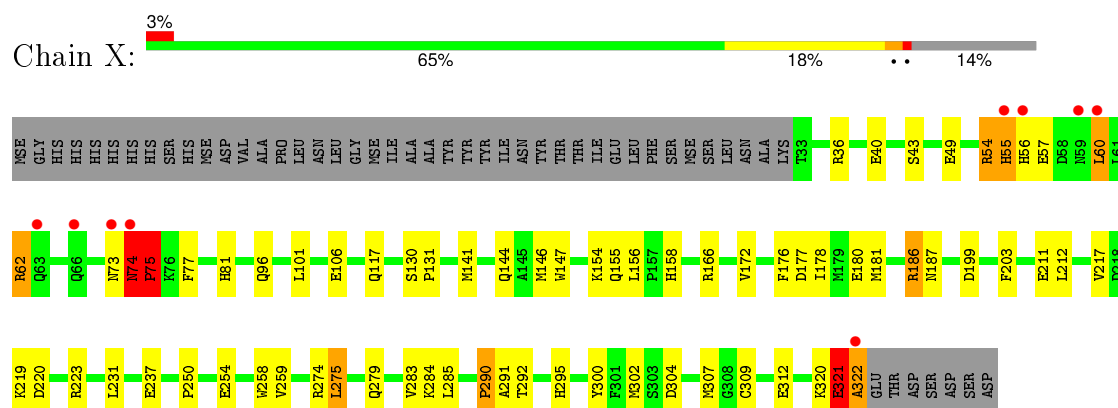 3%
Chain X:
65% 18% • • 14%
MSE GLY HIS HIS HIS HIS HIS HIS SER HIS MSE ASP VAL ALA PRO LEU ASN LEU GLY MSE ILE ALA ALA TYR TYR TYR ILE ASN TYR THR THR ILE GLU LEU PHE SER MSE SER LEU ASN ALA LYS T33 R36 E40 S43 E49 R54 H55 H56 E57 D58 N59 L60 L61
R62 Q63 Q66 N73 N74 P75 K76 F77 H81 Q96 L101 E106 Q117 S130 P131 M141 Q144 A145 M146 W147 K154 Q155 L156 P157 H158 R166 V172 F176 D177 I178 M179 E180 M181 R186 N187 D199 F203 E211 L212 V217 D218
K219 D220 R223 L231 E237 P250 E254 W258 V259 R274 L275 Q279 V283 K284 L285 P290 A291 T292 H295 Y300 F301 M302 S303 D304 M307 G308 C309 E312 K320 E321 A322 GLU THR ASP SER ASP SER ASP